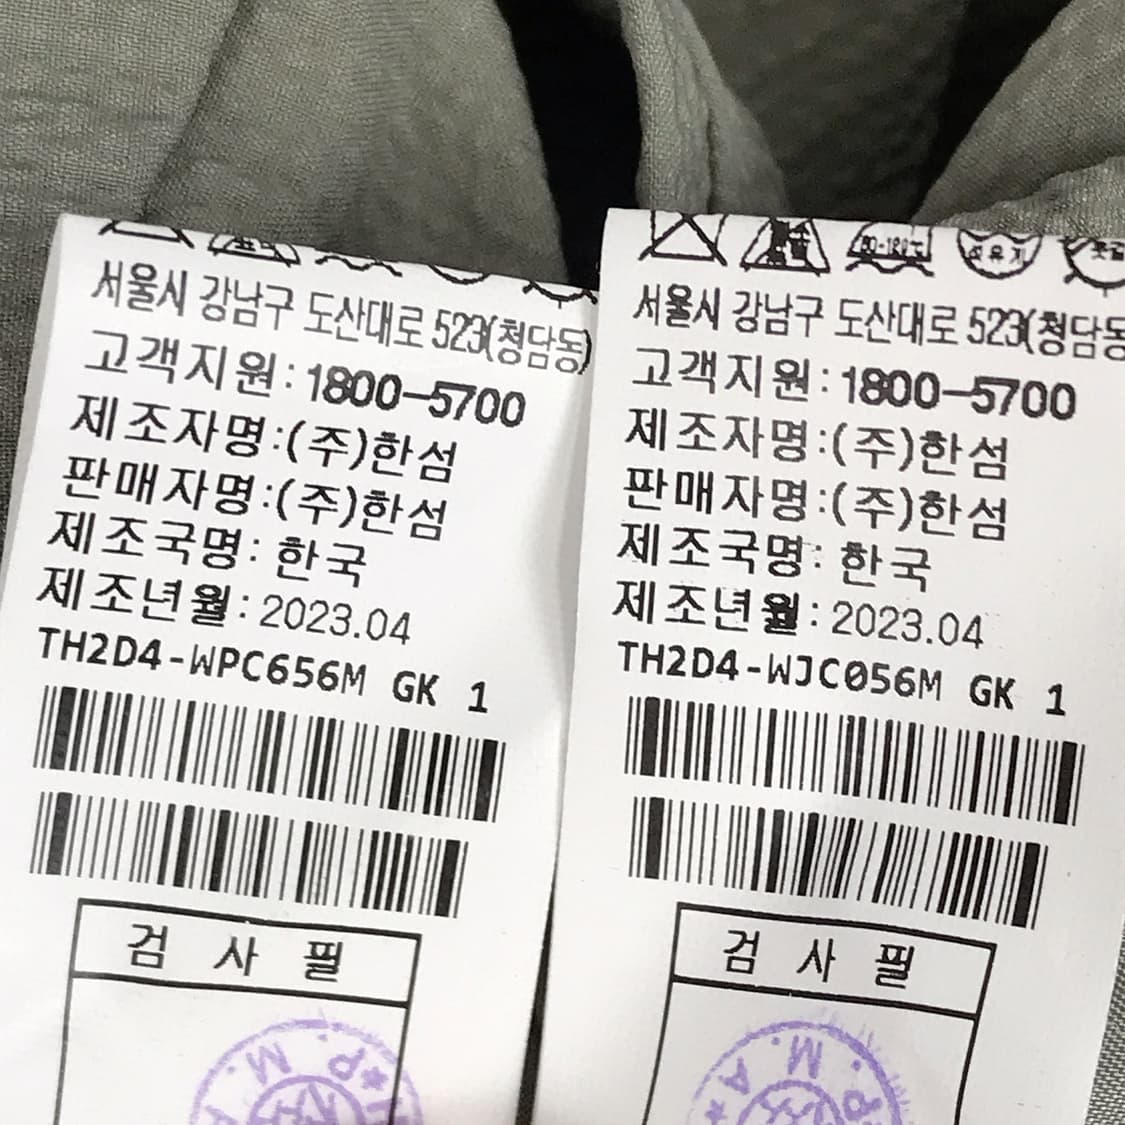 서울시 강남구 도산대로 523(청담동)
고객지원: 1800-5700
제조자명:(주)한섬
판매자명:(주)한섬
제조국명: 한국
제조년월: 2023.04
TH2D4-WPC656M GK 1
검 사 필
M.P
A
80-180℃
석유계
서울시 강남구 도산대로 523(청담동
고객지원: 1800-5700
제조자명:(주)한섬
판매자명:(주)한섬
제조국명: 한국
제조년월: 2023.04
TH2D4-WJC056M GK 1
검 사 필
A.M